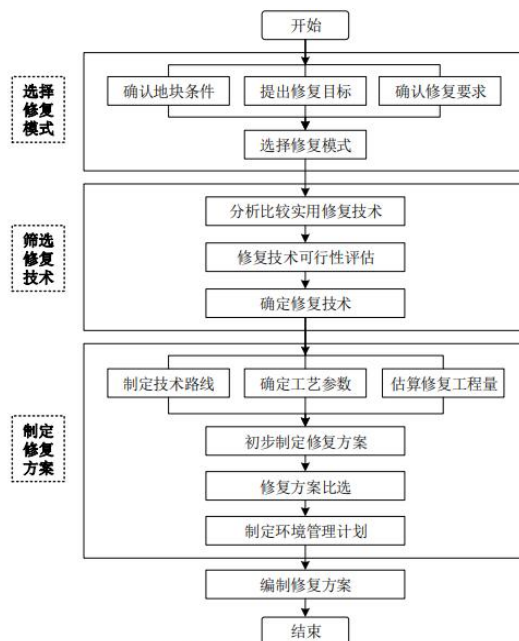 开始
选择
修复
模式
确认地块条件
提出修复目标
确认修复要求
选择修复模式
筛选
修复
技术
分析比较实用修复技术
修复技术可行性评估
确定修复技术
制定
修复
方案
制定技术路线
确定工艺参数
估算修复工程量
初步制定修复方案
修复方案比选
制定环境管理计划
编制修复方案
结束